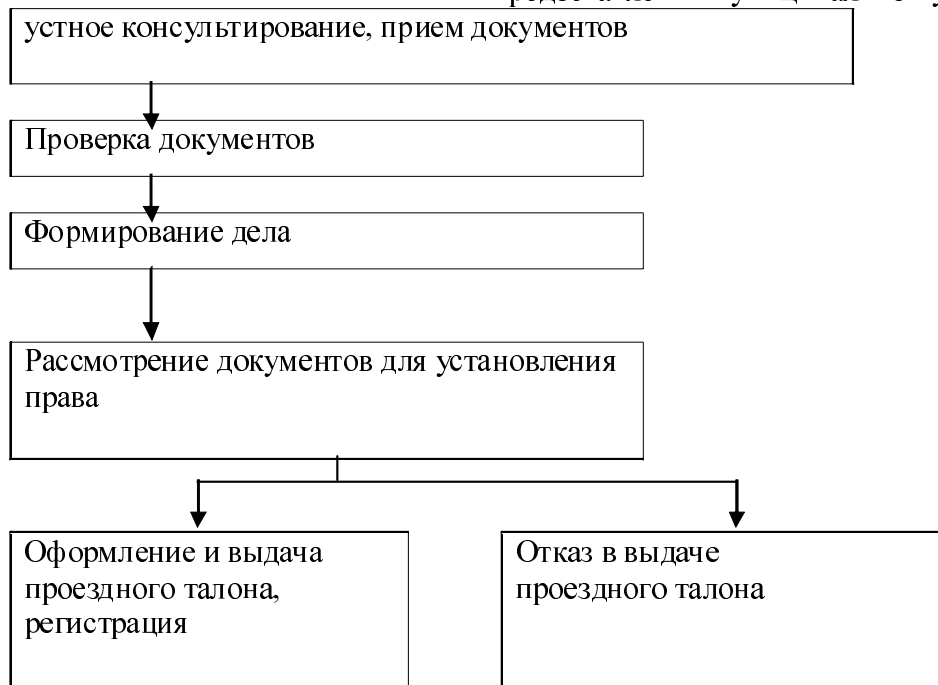 устное консультирование, прием документов
Проверка документов
Формирование дела
Рассмотрение документов для установления
права
Оформление и выдача
проездного талона,
регистрация
Отказ в выдаче
проездного талона